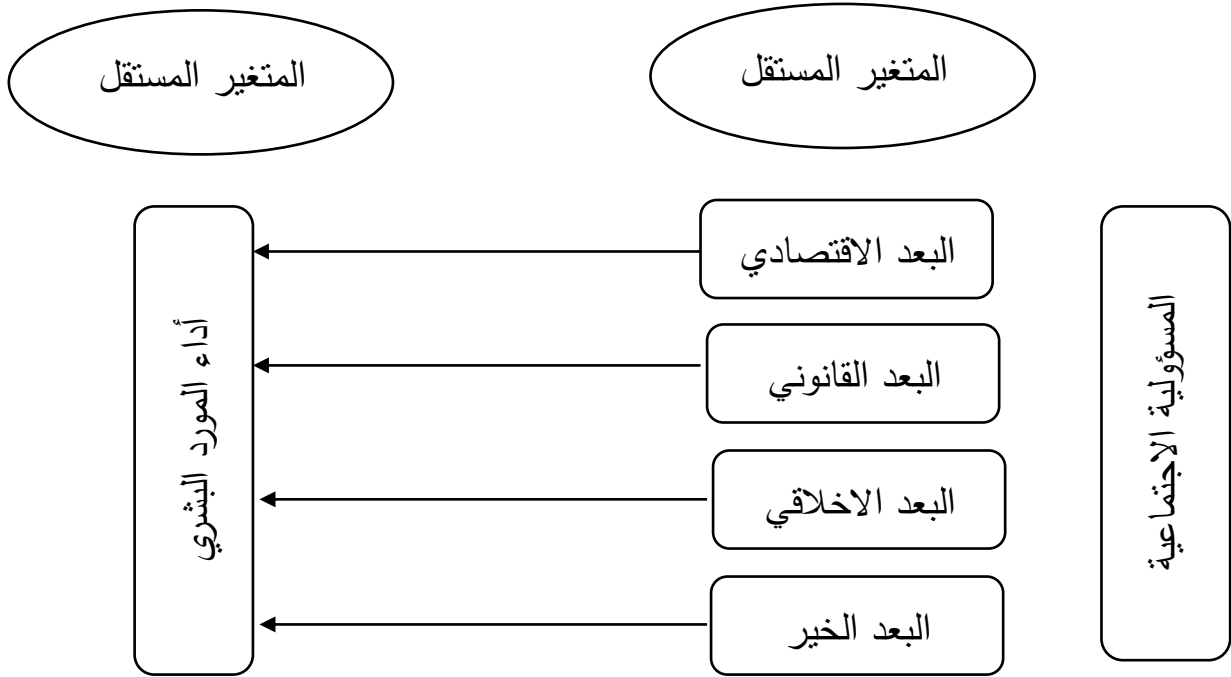 المتغير المستقل
المتغير المستقل
المسؤولية الاجتماعية
البعد الاقتصادي
البعد القانوني
البعد الاخلاقي
البعد الخير
أداء المورد البشري